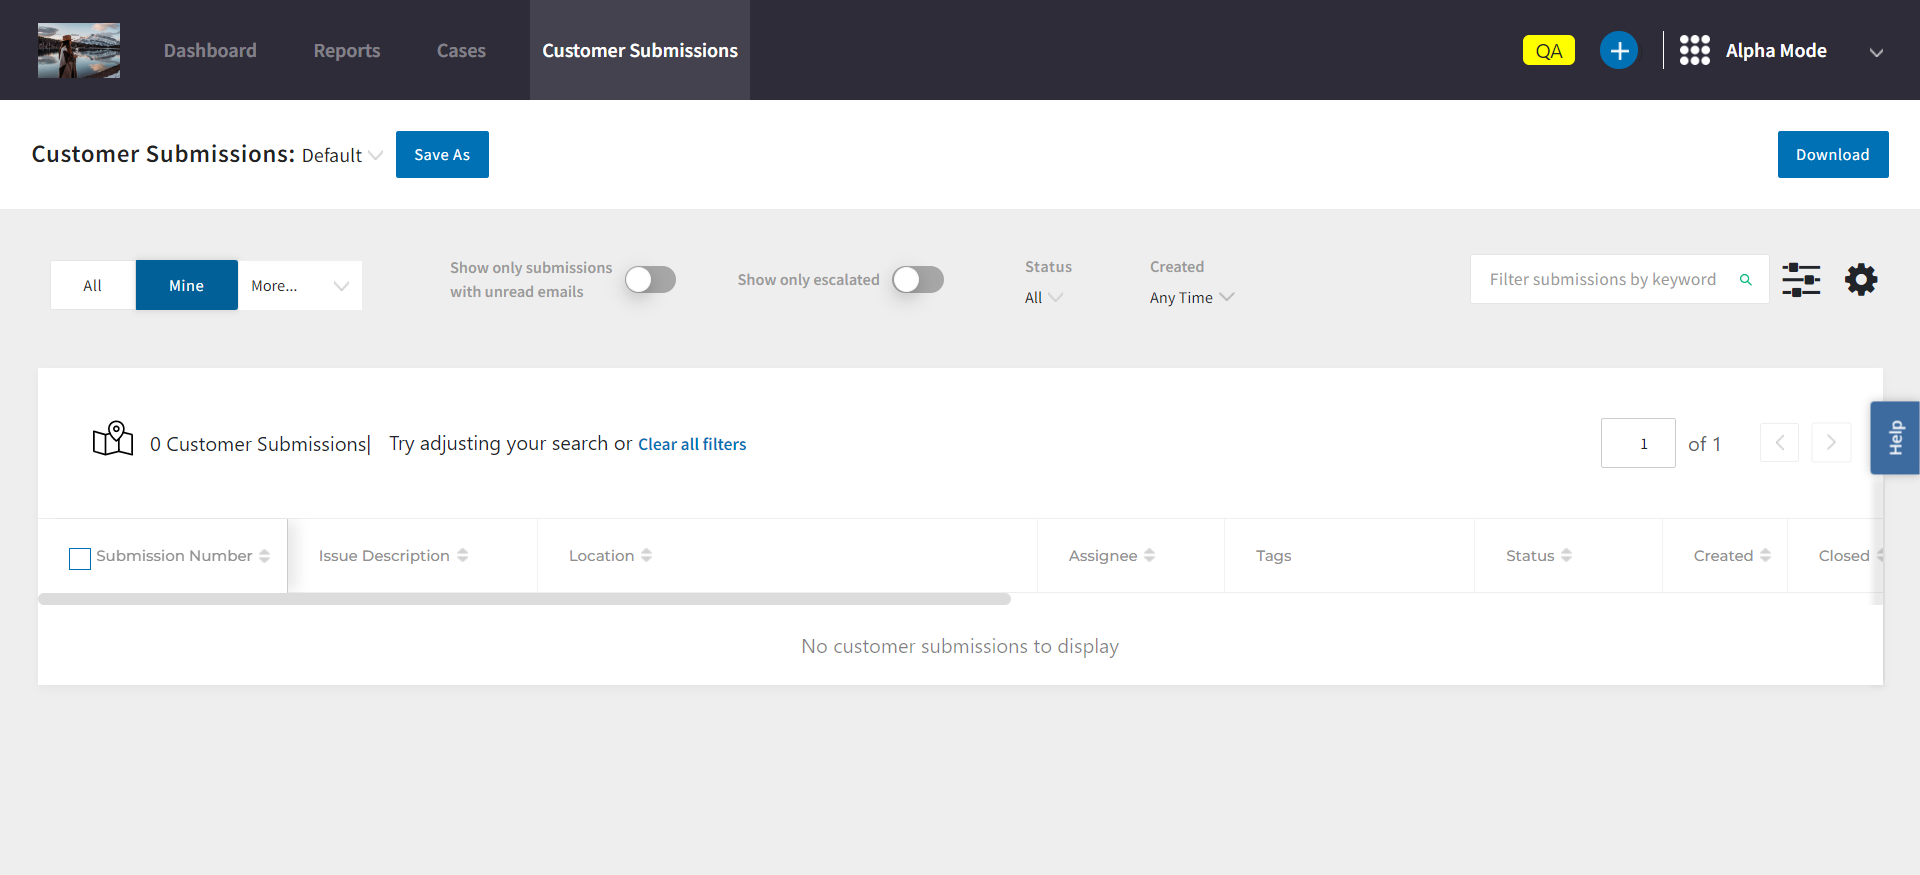 Dashboard Reports Cases Customer Submissions QA Alpha Mode
Customer Submissions: Default Save As Download
All Mine More...
Show only submissions
with unread emails
Show only escalated
Status
All
Created
Any Time
Filter submissions by keyword
0 Customer Submissions| Try adjusting your search or Clear all filters
1 of 1
Help
Submission Number Issue Description Location Assignee Tags Status Created Closed
No customer submissions to display